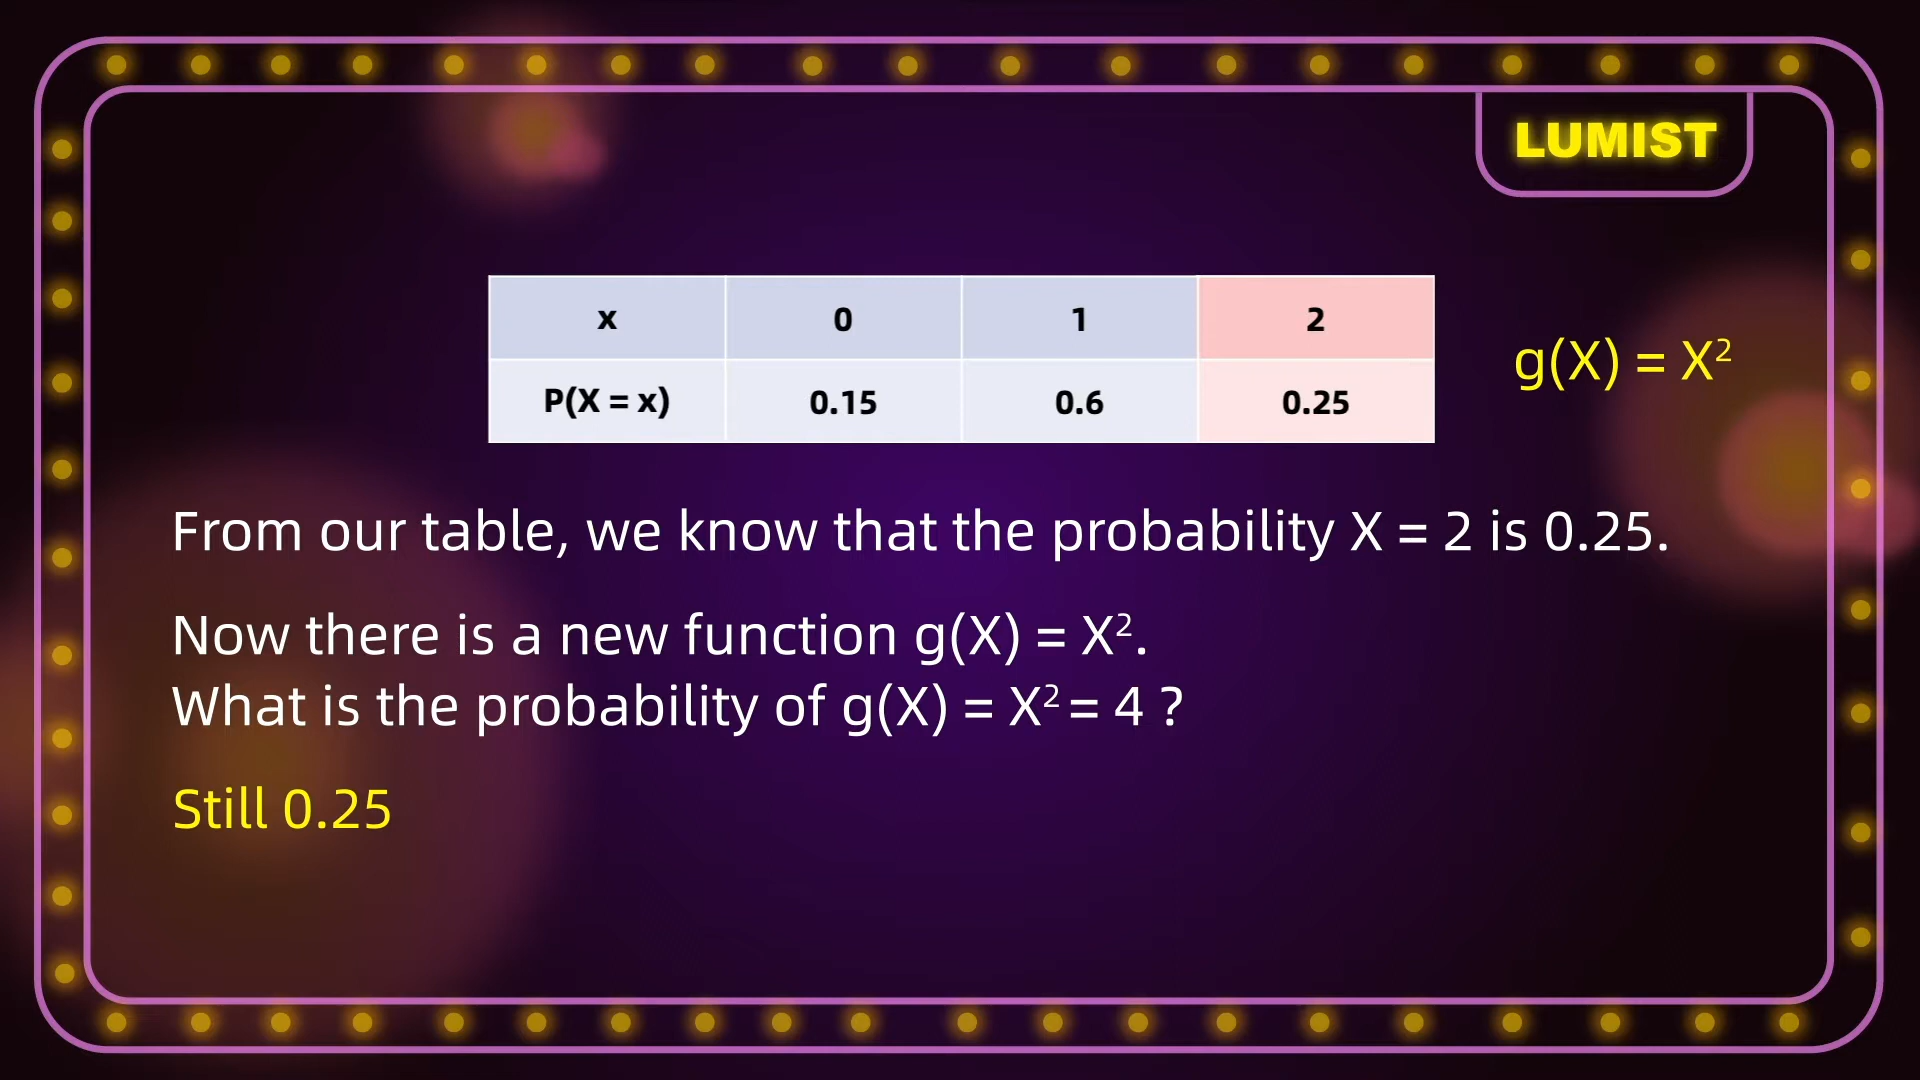 LUMIST
x 0 1 2
P(X = x) 0.15 0.6 0.25
g(X) = X²
From our table, we know that the probability X = 2 is 0.25.
Now there is a new function g(X) = X².
What is the probability of g(X) = X² = 4 ?
Still 0.25